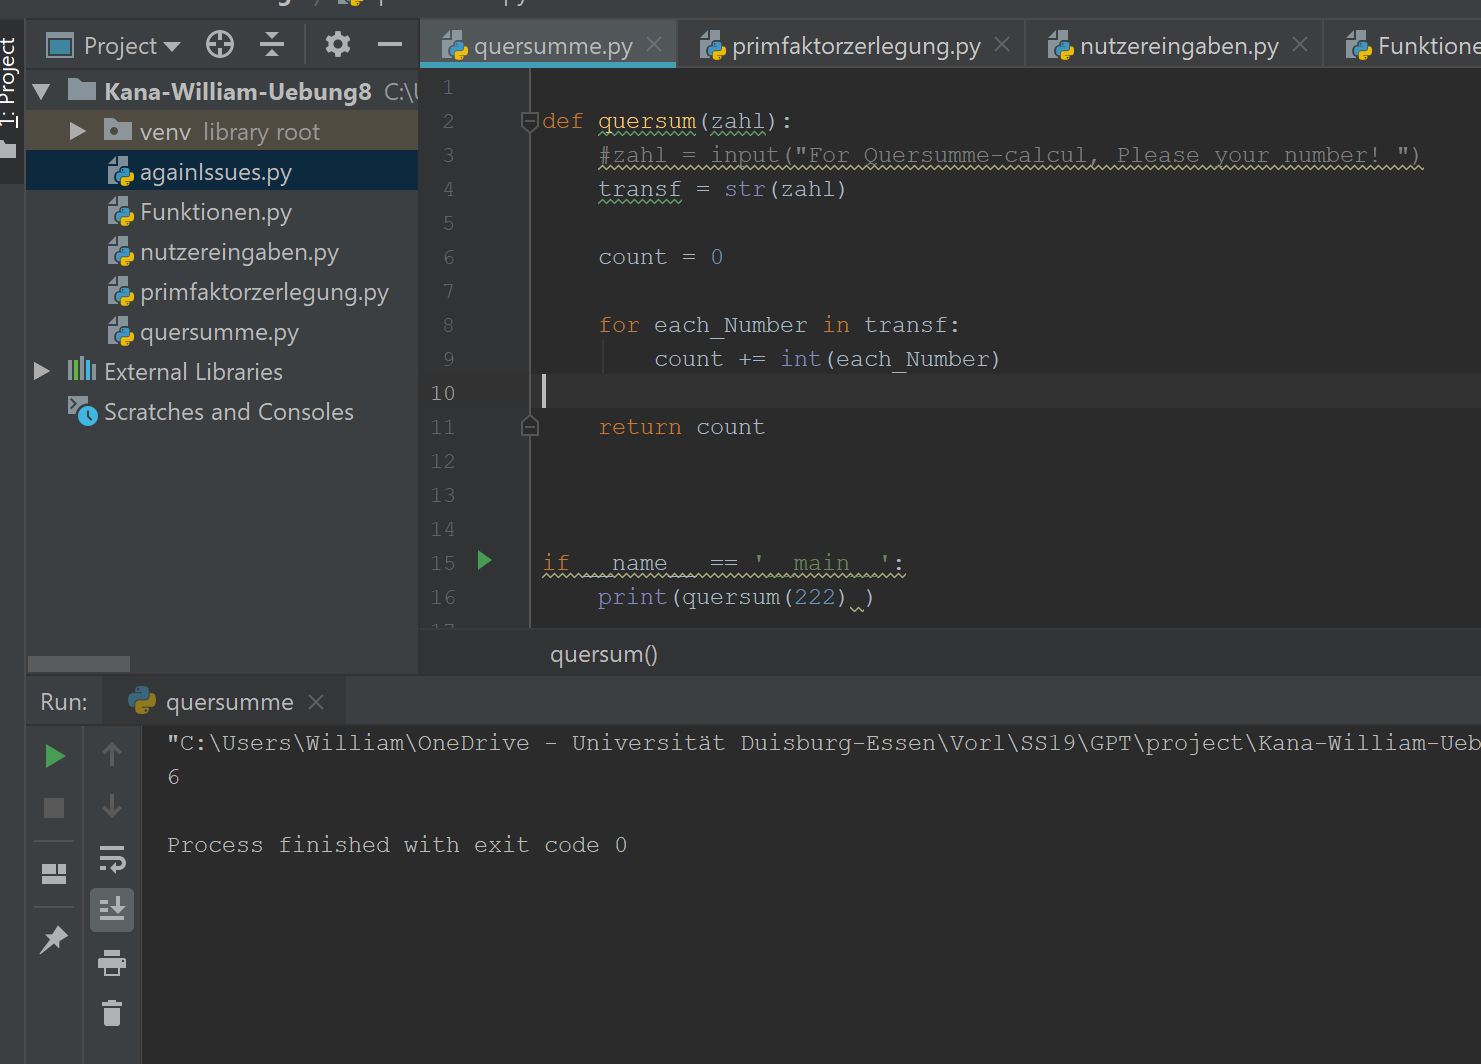 1: Project
Project
quersumme.py
primfaktorzerlegung.py
nutzereingaben.py
Kana-William-Uebung8 C:\
venv library root
againIssues.py
Funktionen.py
nutzereingaben.py
primfaktorzerlegung.py
quersumme.py
External Libraries
Scratches and Consoles
1
2 def quersum(zahl):
3 #zahl = input("For Quersumme-calcul, Please your number! ")
4 transf = str(zahl)
5
6 count = 0
7
8 for each_Number in transf:
9 count += int(each_Number)
10
11 return count
12
13
14
15 if __name__ == '__main__':
16 print(quersum(222) )
quersum()
Run: quersumme
"C:\Users\William\OneDrive - Universität Duisburg-Essen\Vorl\SS19\GPT\project\Kana-William-Ueb
6
Process finished with exit code 0